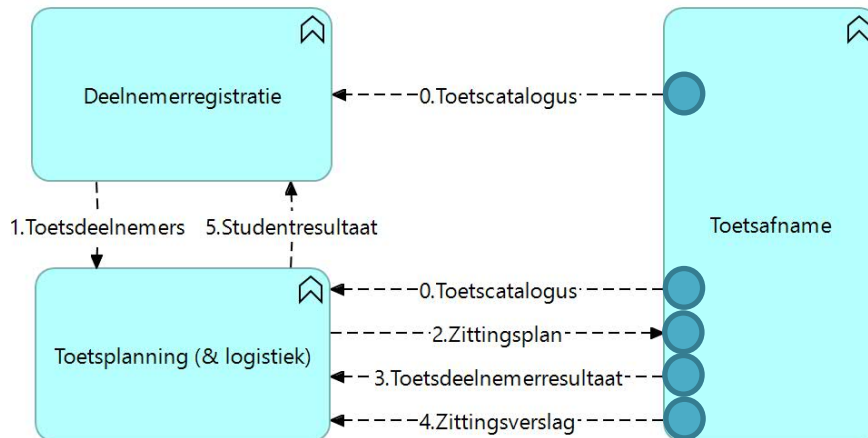 Deelnemerregistratie
0.Toetscatalogus
1.Toetsdeelnemers
5.Studentresultaat
Toetsafname
0.Toetscatalogus
2.Zittingsplan
Toetsplanning (& logistiek)
3.Toetsdeelnemerresultaat
4.Zittingsverslag